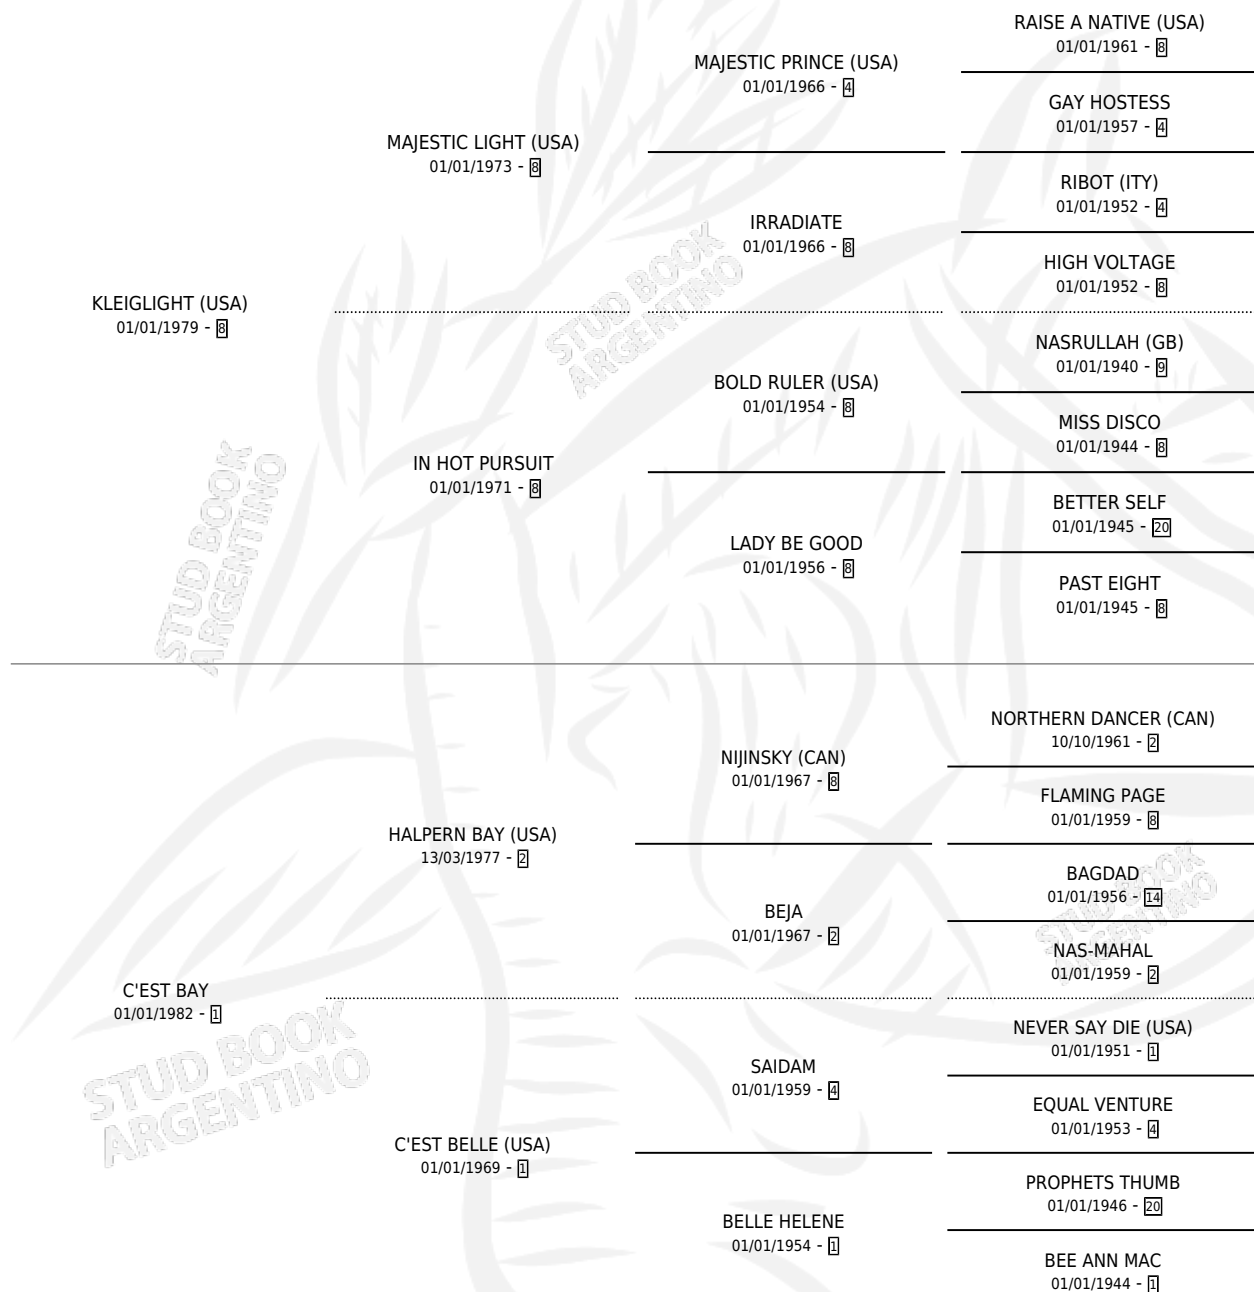 RAISE A NATIVE (USA)
01/01/1961 - 8
MAJESTIC PRINCE (USA)
01/01/1966 - 4
GAY HOSTESS
01/01/1957 - 4
MAJESTIC LIGHT (USA)
01/01/1973 - 8
RIBOT (ITY)
01/01/1952 - 4
IRRADIATE
01/01/1966 - 8
HIGH VOLTAGE
01/01/1952 - 8
KLEIGLIGHT (USA)
01/01/1979 - 8
NASRULLAH (GB)
01/01/1940 - 9
BOLD RULER (USA)
01/01/1954 - 8
MISS DISCO
01/01/1944 - 8
IN HOT PURSUIT
01/01/1971 - 8
BETTER SELF
01/01/1945 - 20
LADY BE GOOD
01/01/1956 - 8
PAST EIGHT
01/01/1945 - 8
NORTHERN DANCER (CAN)
10/10/1961 - 2
NIJINSKY (CAN)
01/01/1967 - 8
FLAMING PAGE
01/01/1959 - 8
HALPERN BAY (USA)
13/03/1977 - 2
BAGDAD
01/01/1956 - 14
BEJA
01/01/1967 - 2
NAS-MAHAL
01/01/1959 - 2
C'EST BAY
01/01/1982 - 1
NEVER SAY DIE (USA)
01/01/1951 - 1
SAIDAM
01/01/1959 - 4
EQUAL VENTURE
01/01/1953 - 4
C'EST BELLE (USA)
01/01/1969 - 1
PROPHETS THUMB
01/01/1946 - 20
BELLE HELENE
01/01/1954 - 1
BEE ANN MAC
01/01/1944 - 1
STUD BOOK
ARGENTINO
STUD BOOK
ARGENTINO
STUD BOOK
ARGENTINO
STUD BOOK
ARGENTINO